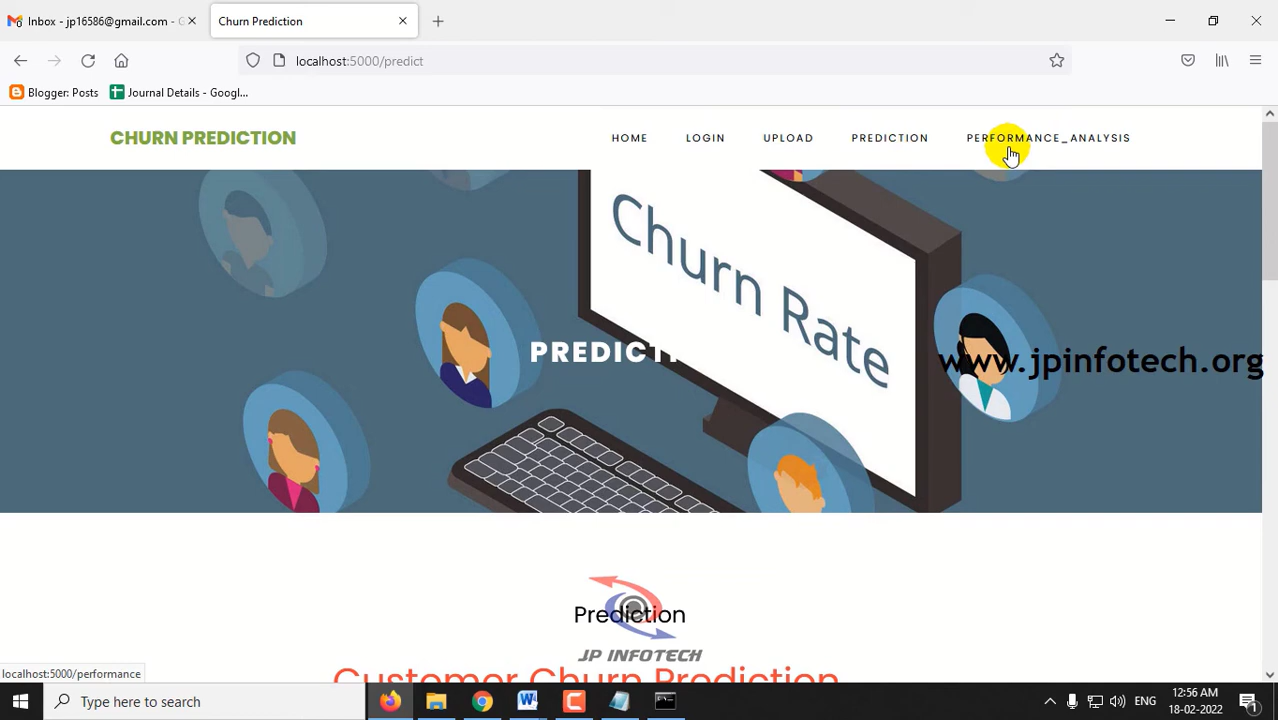 Inbox - jp16586@gmail.com - G
Churn Prediction
localhost:5000/predict
Blogger: Posts
Journal Details - Googl...
CHURN PREDICTION
HOME
LOGIN
UPLOAD
PREDICTION
PERFORMANCE_ANALYSIS
Churn Rate
PREDICTI
www.jpinfotech.org
Prediction
JP INFOTECH
Customer Churn Prediction
localhost:5000/performance
Type here to search
ENG
12:56 AM
18-02-2022
1